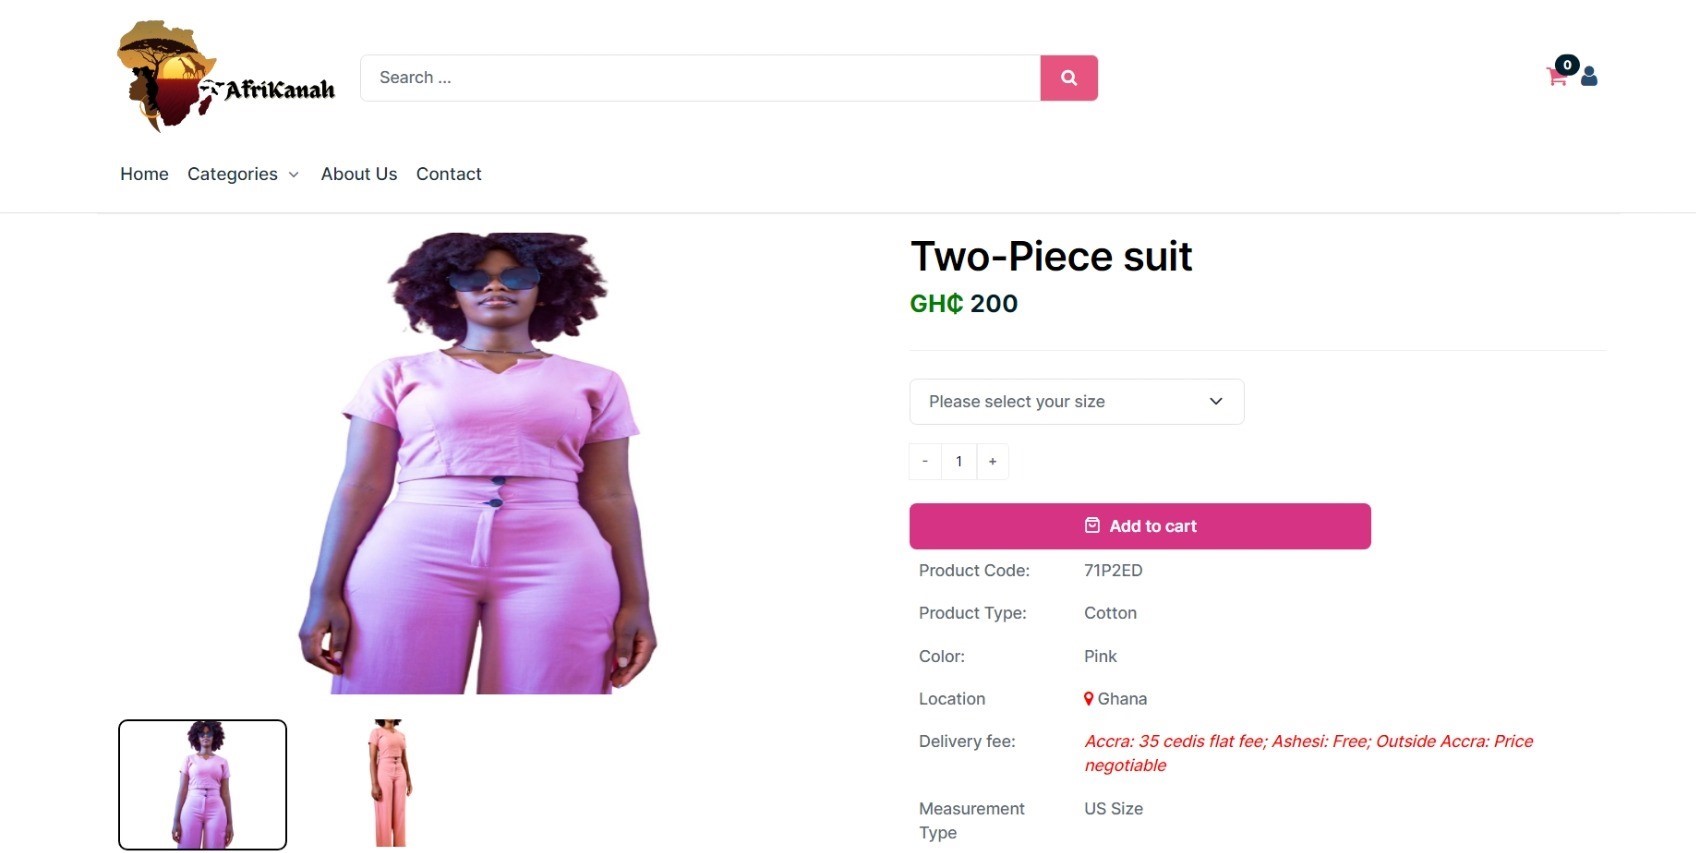 AfriKanah
Search ...
0
Home Categories About Us Contact
Two-Piece suit
GH₵ 200
Please select your size
- 1 +
Add to cart
Product Code: 71P2ED
Product Type: Cotton
Color: Pink
Location Ghana
Delivery fee: Accra: 35 cedis flat fee; Ashesi: Free; Outside Accra: Price
negotiable
Measurement US Size
Type